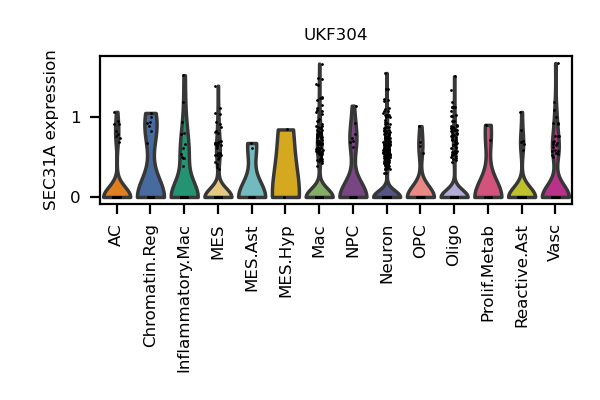 UKF304
SEC31A expression
1
0
AC
Chromatin.Reg
Inflammatory.Mac
MES
MES.Ast
MES.Hyp
Mac
NPC
Neuron
OPC
Oligo
Prolif.Metab
Reactive.Ast
Vasc